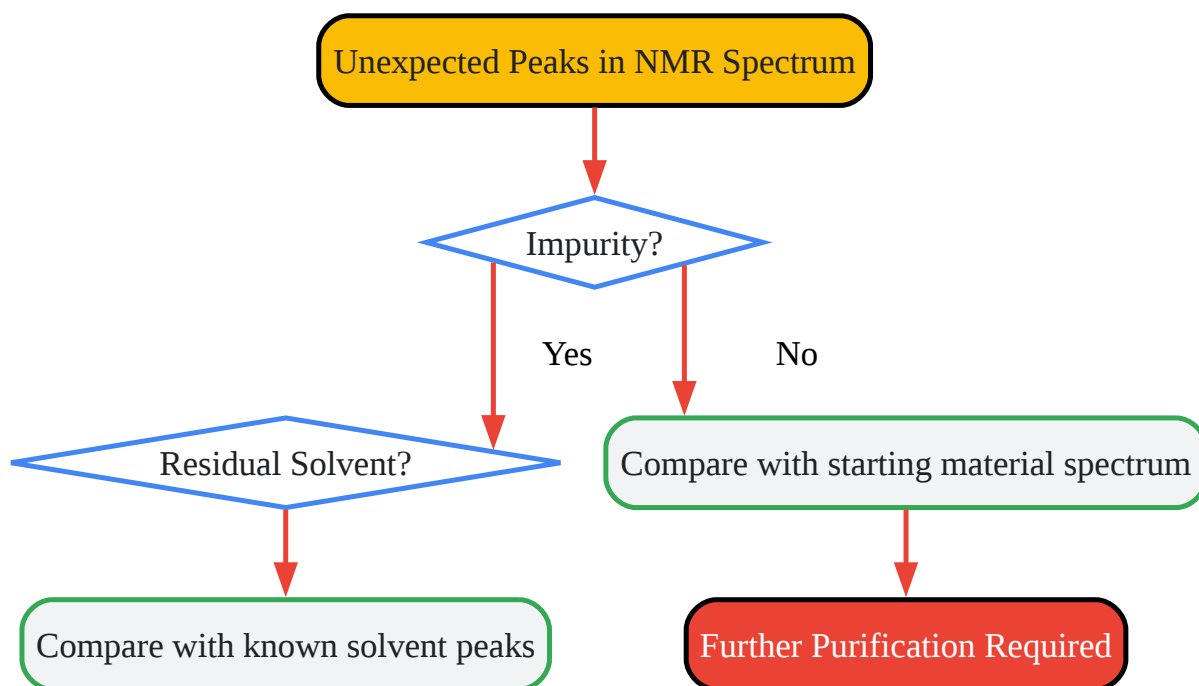 Unexpected Peaks in NMR Spectrum
Impurity?
Yes
No
Residual Solvent?
Compare with starting material spectrum
Compare with known solvent peaks
Further Purification Required